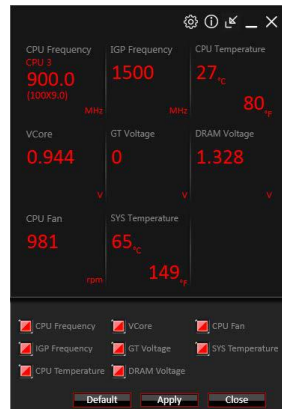 CPU Frequency IGP Frequency CPU Temperature
CPU 3
900.0 1500 27 °C
(100X9.0)
MHz MHz 80 °F
VCore GT Voltage DRAM Voltage
0.944 0 1.328
V V V
CPU Fan SYS Temperature
981 65 °C
rpm 149 °F
CPU Frequency VCore CPU Fan
IGP Frequency GT Voltage SYS Temperature
CPU Temperature DRAM Voltage
Default Apply Close